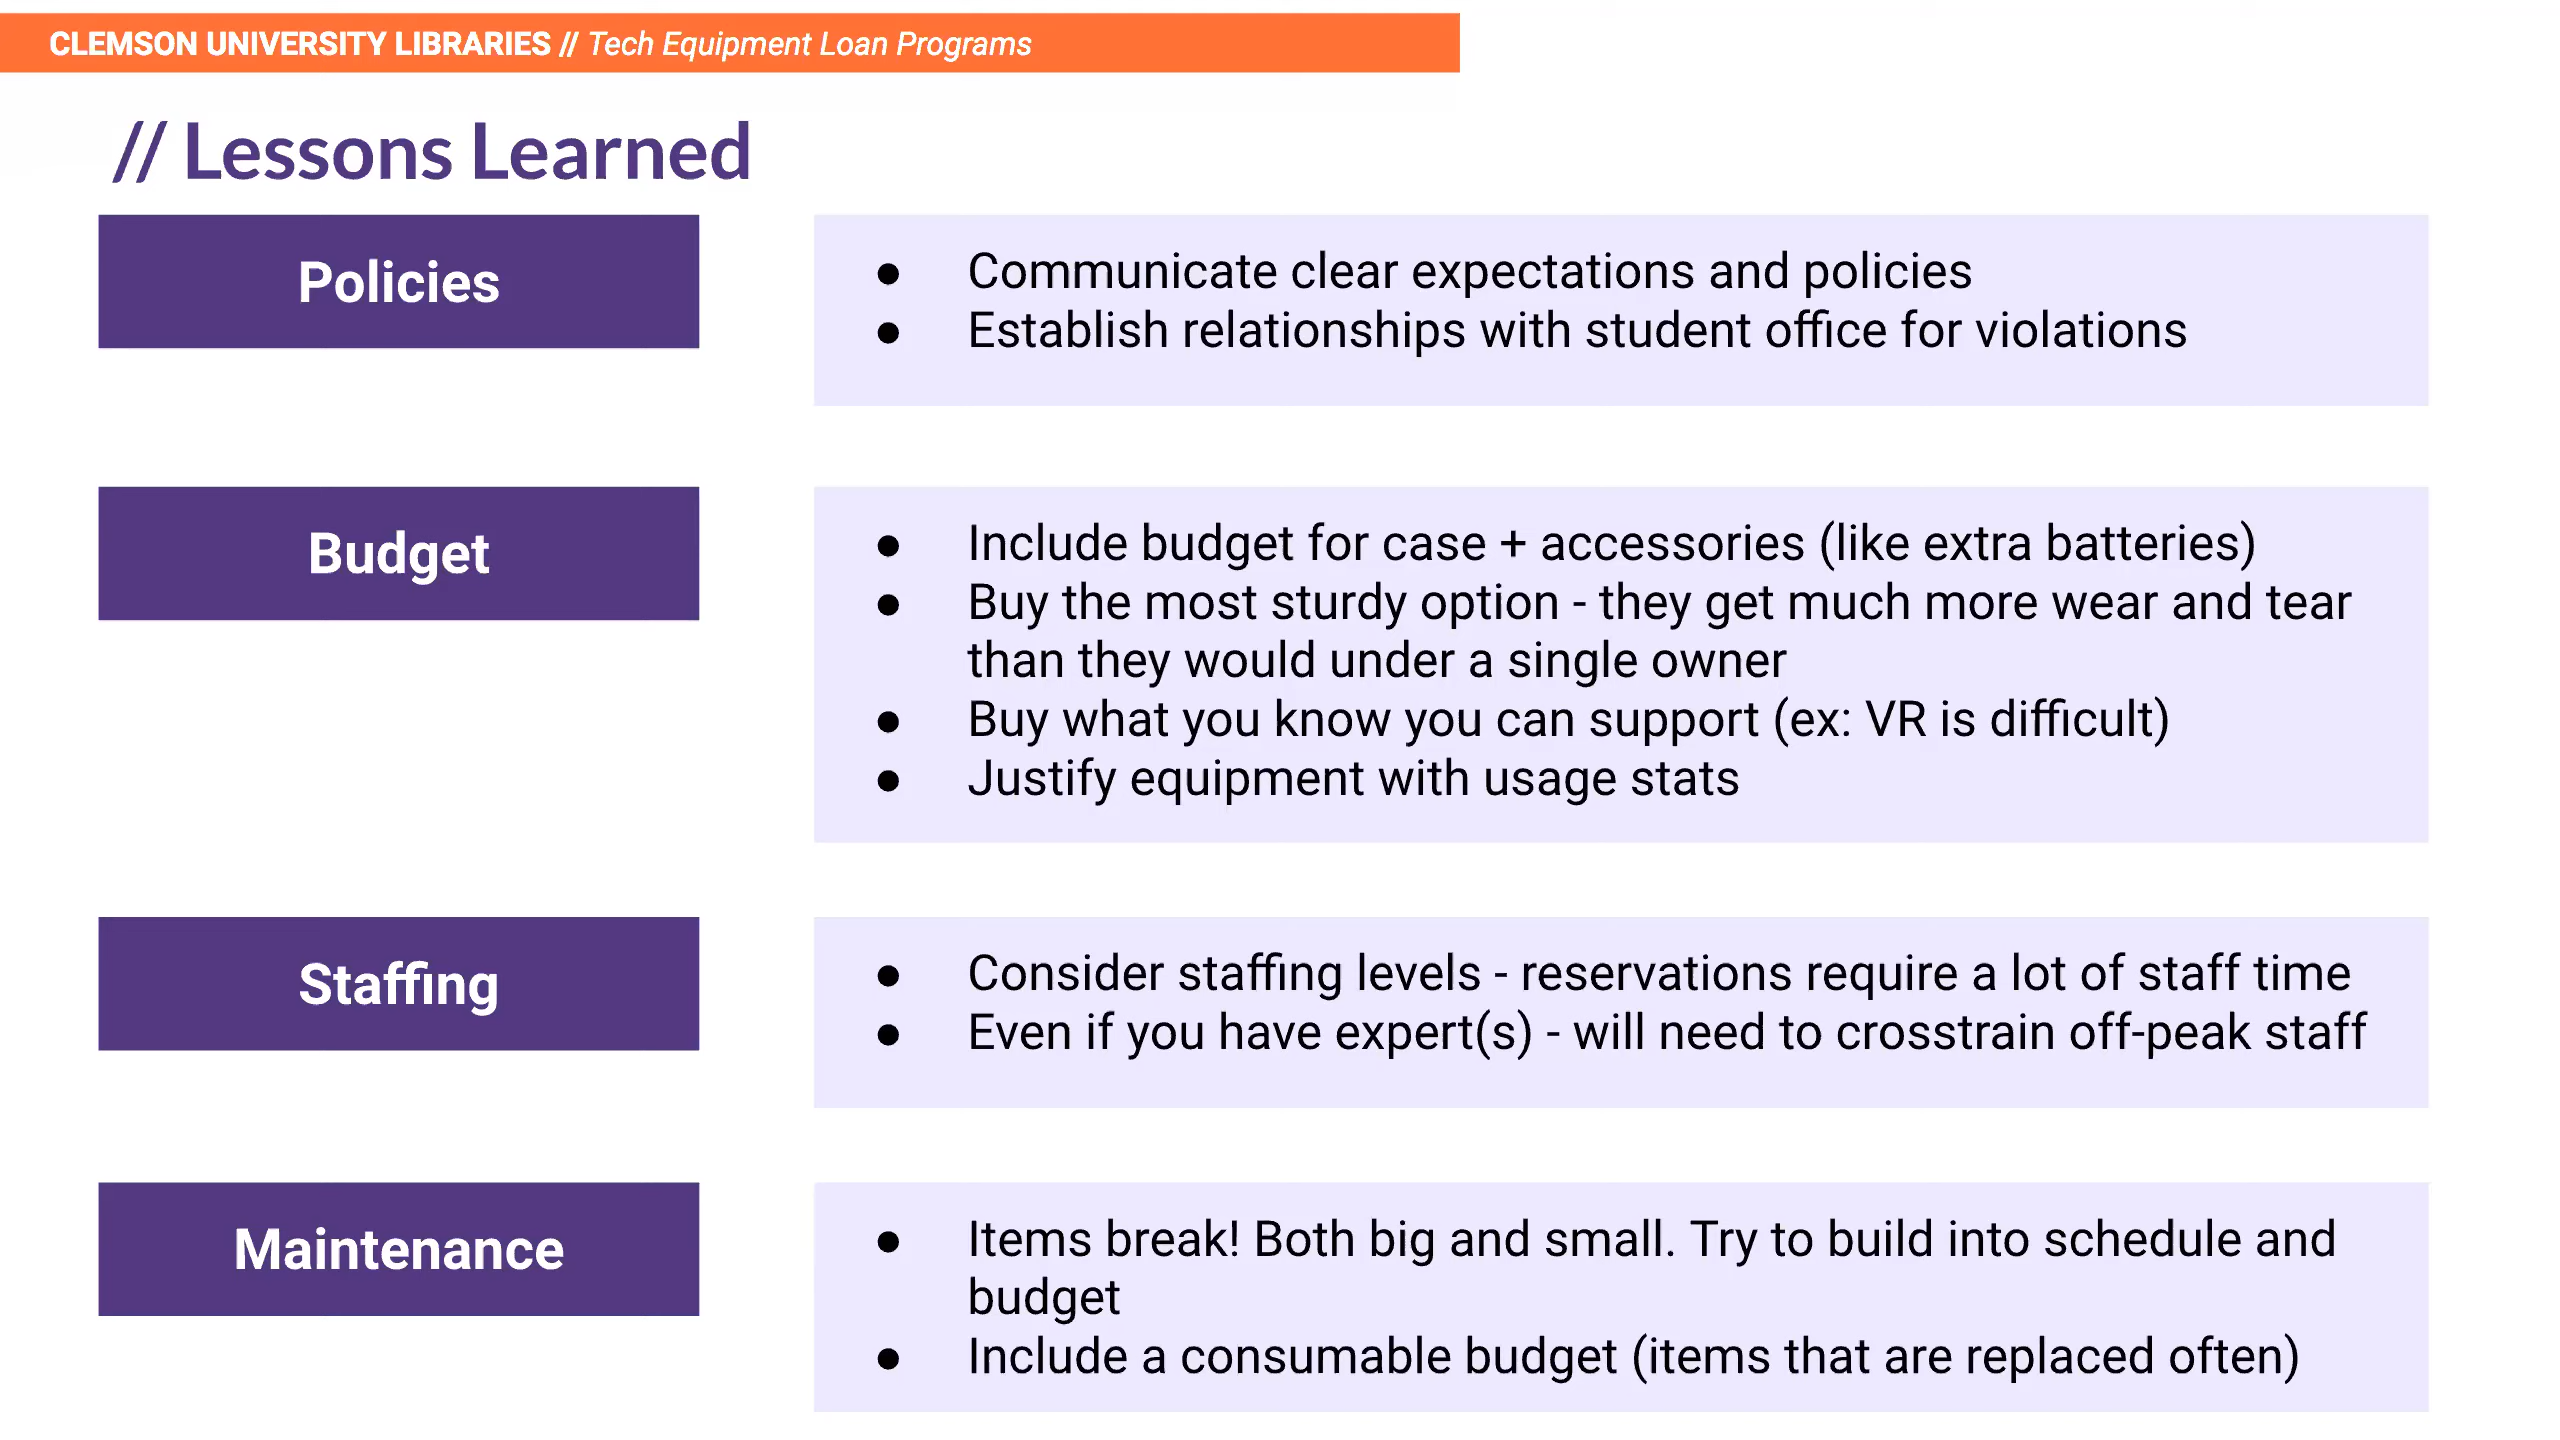 CLEMSON UNIVERSITY LIBRARIES // Tech Equipment Loan Programs
// Lessons Learned
Policies
● Communicate clear expectations and policies
● Establish relationships with student office for violations
Budget
● Include budget for case + accessories (like extra batteries)
● Buy the most sturdy option - they get much more wear and tear
than they would under a single owner
● Buy what you know you can support (ex: VR is difficult)
● Justify equipment with usage stats
Staffing
● Consider staffing levels - reservations require a lot of staff time
● Even if you have expert(s) - will need to crosstrain off-peak staff
Maintenance
● Items break! Both big and small. Try to build into schedule and
budget
● Include a consumable budget (items that are replaced often)